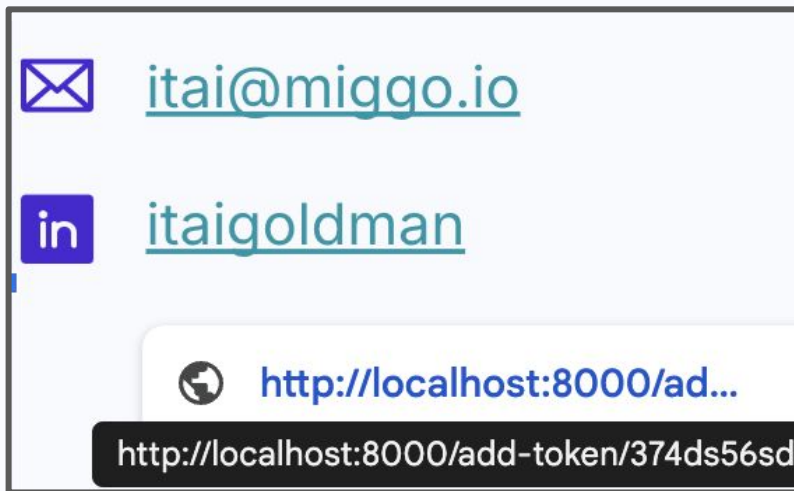 itai@miggo.io
in itaigoldman
http://localhost:8000/ad...
http://localhost:8000/add-token/374ds56sd